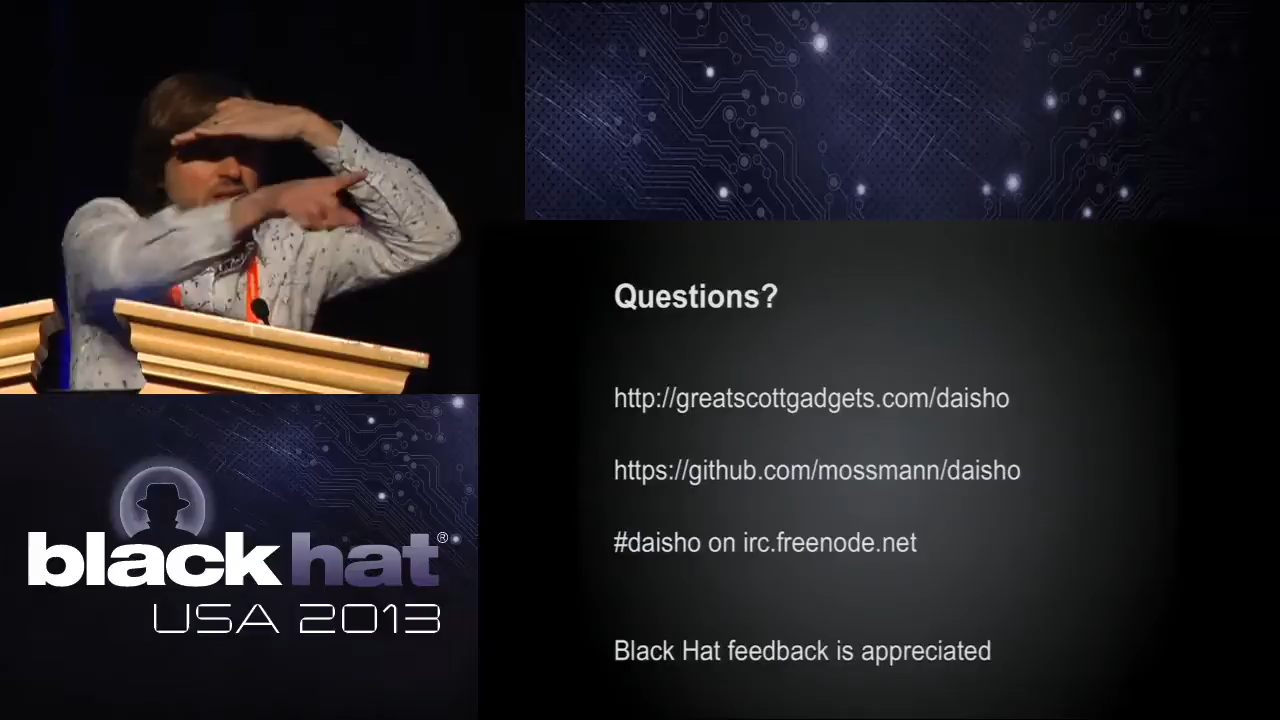 Questions?
http://greatscottgadgets.com/daisho
https://github.com/mossmann/daisho
#daisho on irc.freenode.net
Black Hat feedback is appreciated
black hat®
USA 2013